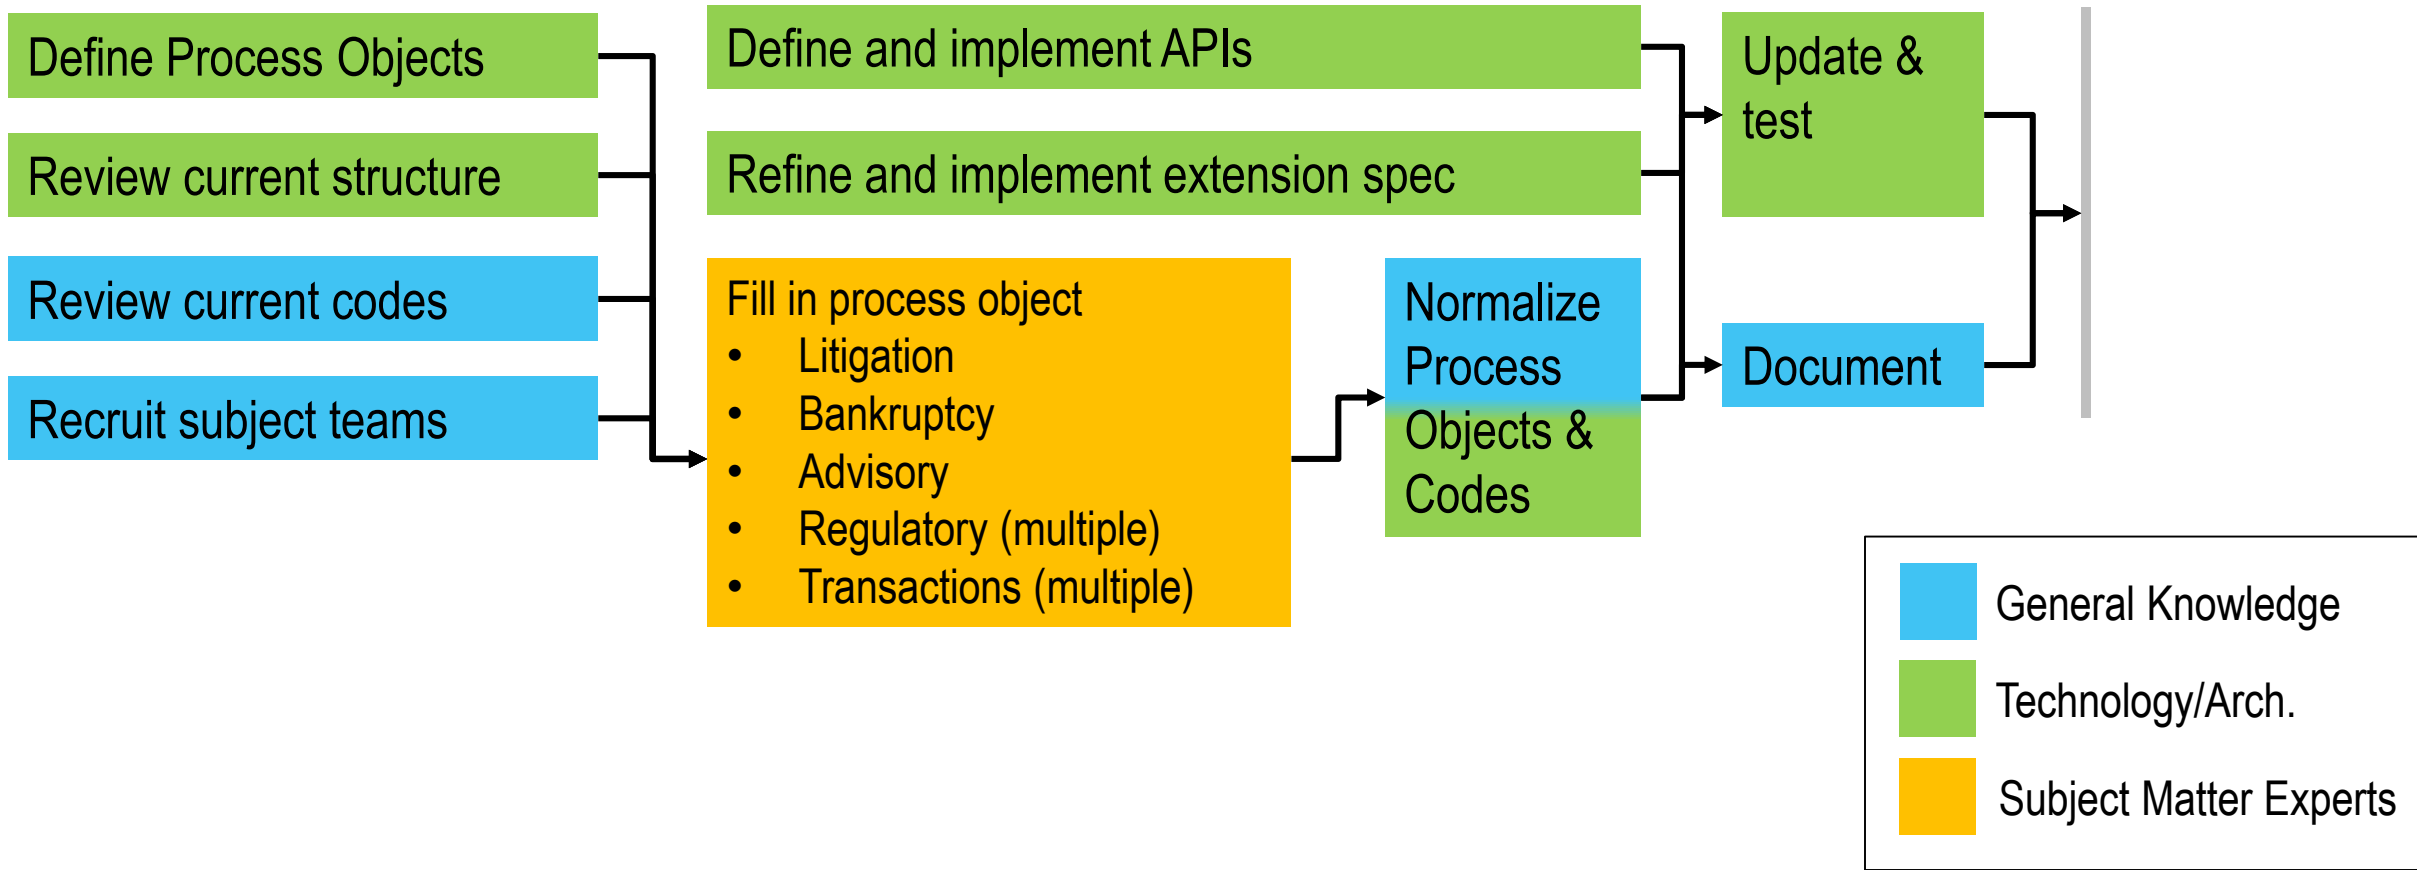 Define Process Objects
Review current structure
Review current codes
Recruit subject teams
Define and implement APIs
Refine and implement extension spec
Fill in process object
• Litigation
• Bankruptcy
• Advisory
• Regulatory (multiple)
• Transactions (multiple)
Normalize
Process
Objects &
Codes
Update &
test
Document
General Knowledge
Technology/Arch.
Subject Matter Experts